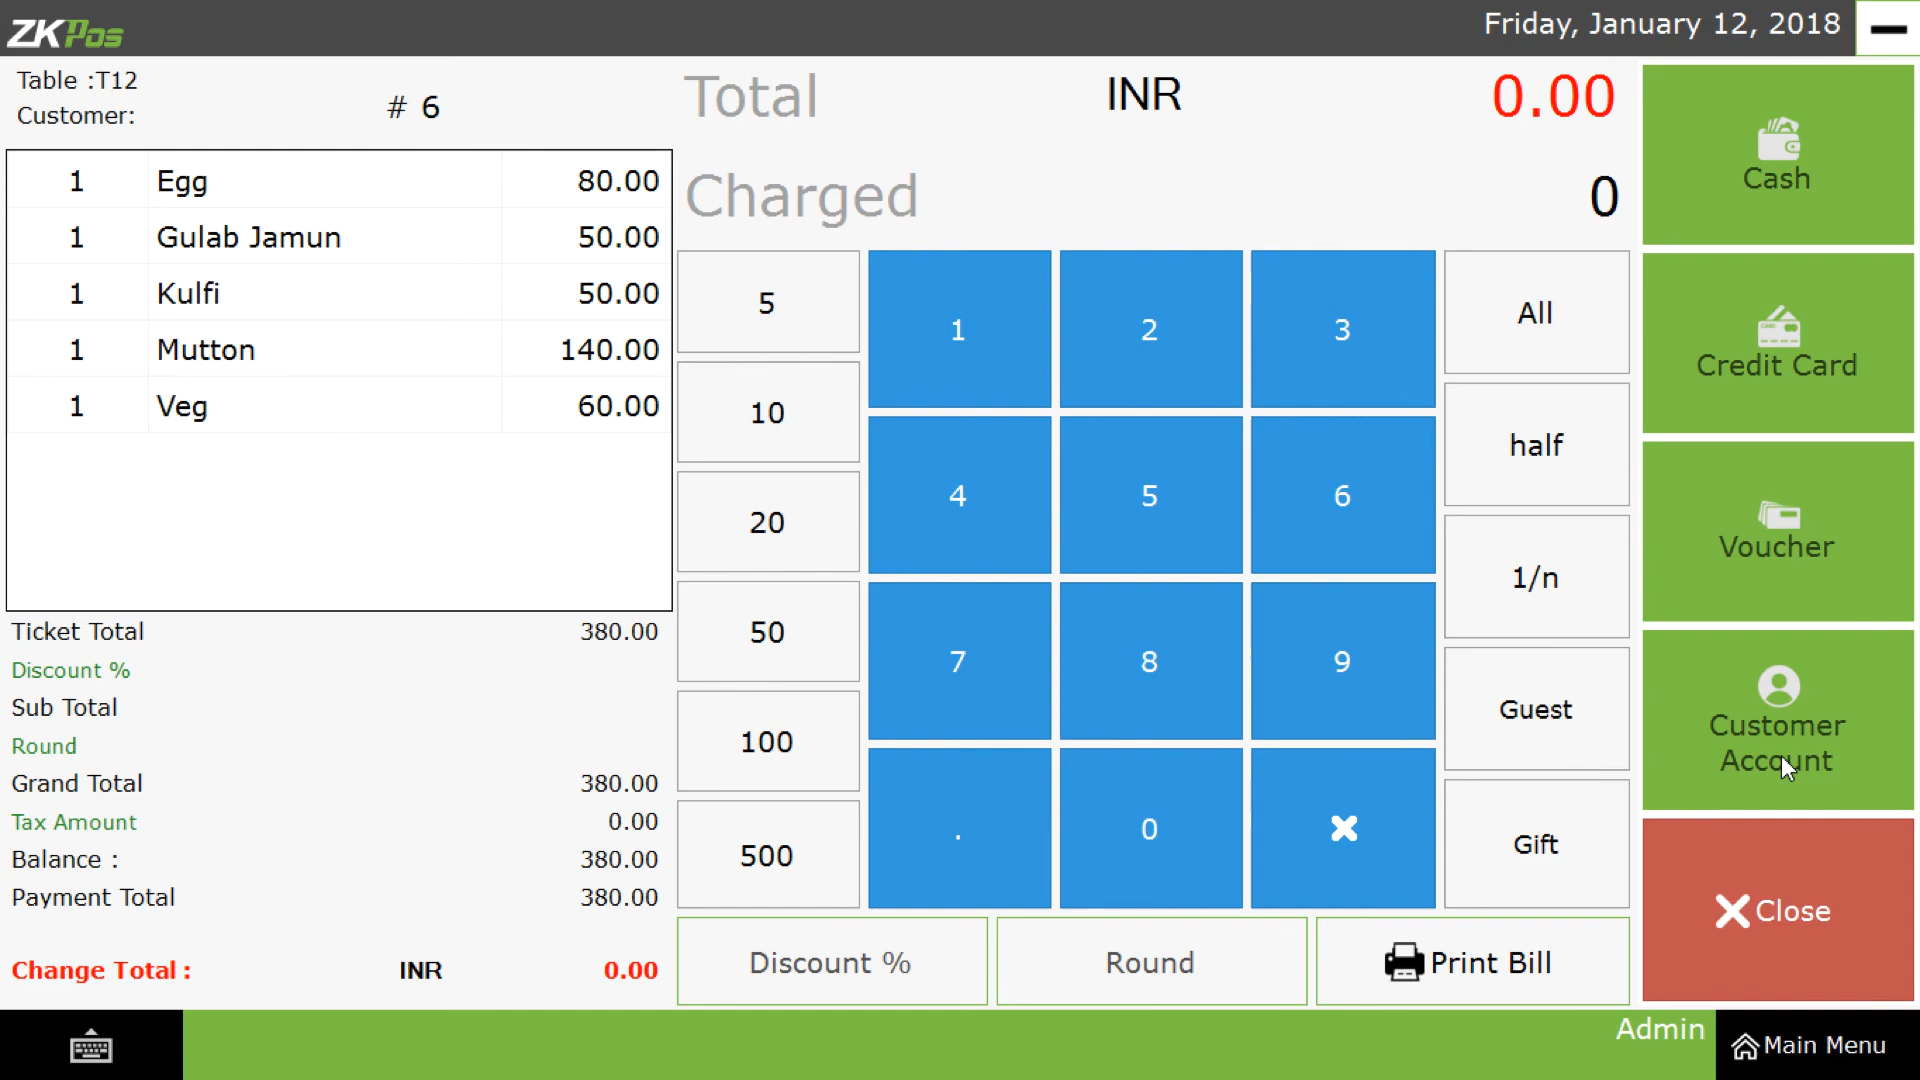 ZKPos
Friday, January 12, 2018
Table :T12
Customer:
# 6
1 Egg 80.00
1 Gulab Jamun 50.00
1 Kulfi 50.00
1 Mutton 140.00
1 Veg 60.00
Ticket Total 380.00
Discount %
Sub Total
Round
Grand Total 380.00
Tax Amount 0.00
Balance : 380.00
Payment Total 380.00
Change Total : INR 0.00
Total INR 0.00
Charged 0
5
10
20
50
100
500
1 2 3
4 5 6
7 8 9
. 0
All
half
1/n
Guest
Gift
Discount % Round Print Bill
Cash
Credit Card
Voucher
Customer
Account
Close
Admin
Main Menu